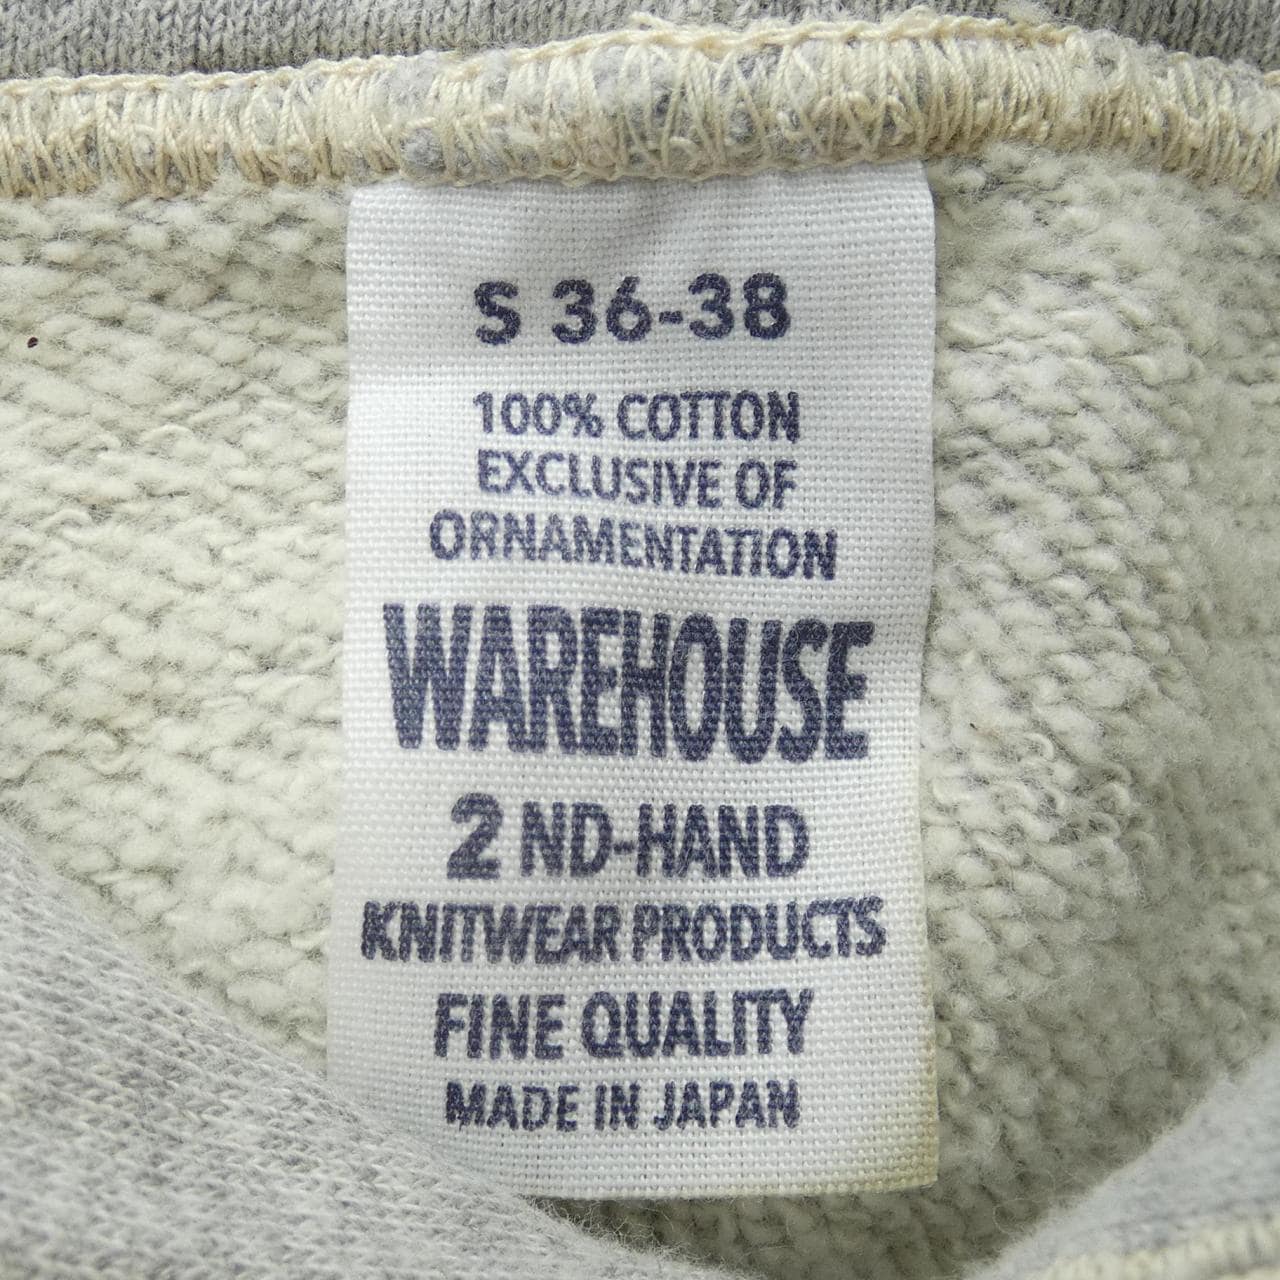 S 36-38
100% COTTON
EXCLUSIVE OF
ORNAMENTATION
WAREHOUSE
2 ND-HAND
KNITWEAR PRODUCTS
FINE QUALITY
MADE IN JAPAN